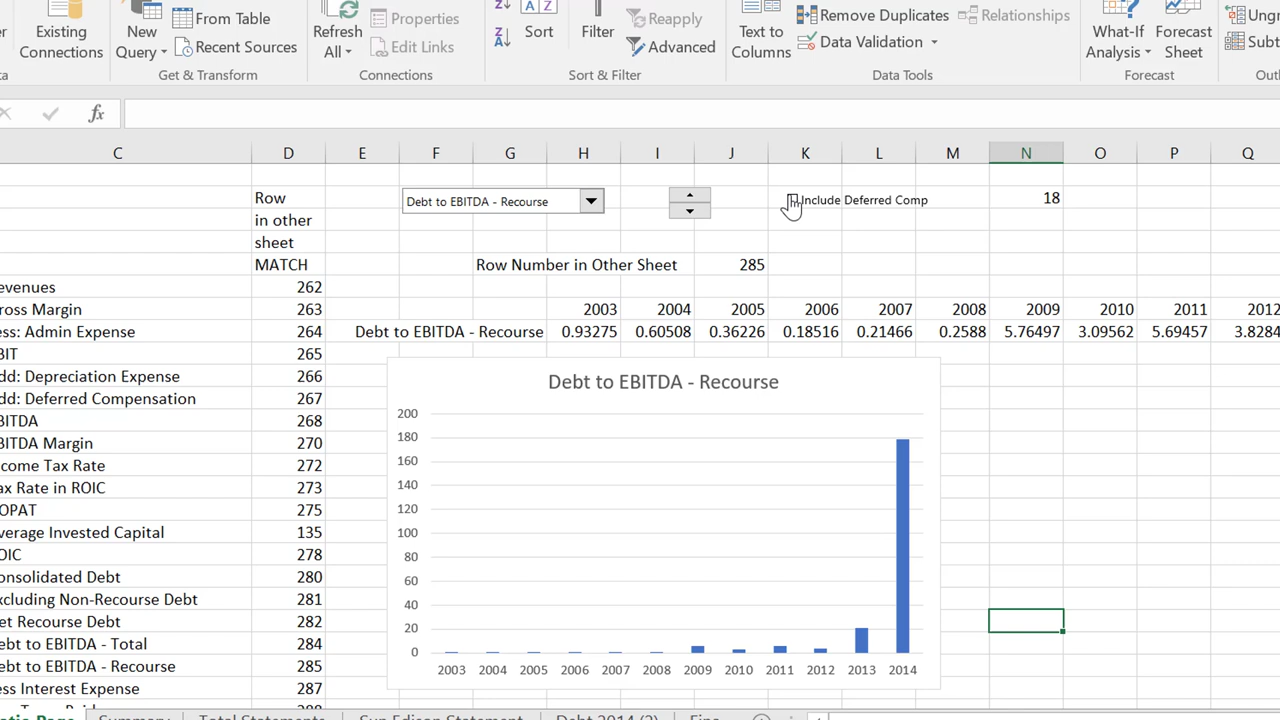 From Table
Properties
Reapply
Remove Duplicates
Relationships
Existing
Connections
New
Query
Recent Sources
Refresh
All
Edit Links
Sort
Filter
Advanced
Text to
Columns
Data Validation
What-If
Analysis
Forecast
Sheet
Get & Transform
Connections
Sort & Filter
Data Tools
Forecast
fx
C D E F G H I J K L M N O P Q
Row
in other
sheet
MATCH
Debt to EBITDA - Recourse
Include Deferred Comp
18
Row Number in Other Sheet 285
evenues 262
ross Margin 263 2003 2004 2005 2006 2007 2008 2009 2010 2011 2012
ess: Admin Expense 264 Debt to EBITDA - Recourse 0.93275 0.60508 0.36226 0.18516 0.21466 0.2588 5.76497 3.09562 5.69457 3.8284
BIT 265
dd: Depreciation Expense 266
dd: Deferred Compensation 267
BITDA 268
BITDA Margin 270
come Tax Rate 272
ax Rate in ROIC 273
OPAT 275
verage Invested Capital 135
OIC 278
onsolidated Debt 280
xcluding Non-Recourse Debt 281
et Recourse Debt 282
ebt to EBITDA - Total 284
ebt to EBITDA - Recourse 285
ess Interest Expense 287
Debt to EBITDA - Recourse
200
180
160
140
120
100
80
60
40
20
0
2003 2004 2005 2006 2007 2008 2009 2010 2011 2012 2013 2014
Summary
Total Statements
Sun Edison Statement
Debt 2014 (2)